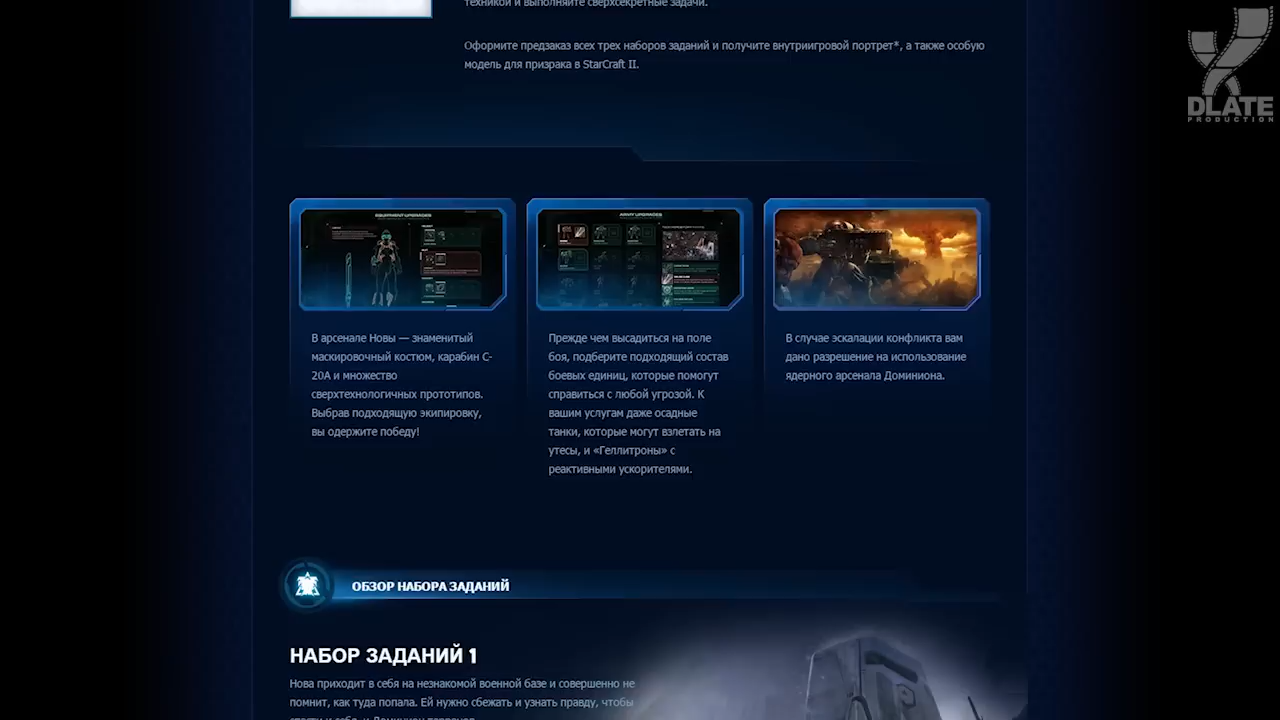 техникой и выполняйте сверхсекретные задачи.
Оформите предзаказ всех трех наборов заданий и получите внутриигровой портрет*, а также особую
модель для призрака в StarCraft II.
DLATE
PRODUCTION
EQUIPMENT UPGRADES
ARMY UPGRADES
В арсенале Новы — знаменитый
маскировочный костюм, карабин C-
20A и множество
сверхтехнологичных прототипов.
Выбрав подходящую экипировку,
вы одержите победу!
Прежде чем высадиться на поле
боя, подберите подходящий состав
боевых единиц, которые помогут
справиться с любой угрозой. К
вашим услугам даже осадные
танки, которые могут взлетать на
утесы, и «Геллитроны» с
реактивными ускорителями.
В случае эскалации конфликта вам
дано разрешение на использование
ядерного арсенала Доминиона.
ОБЗОР НАБОРА ЗАДАНИЙ
НАБОР ЗАДАНИЙ 1
Нова приходит в себя на незнакомой военной базе и совершенно не
помнит, как туда попала. Ей нужно сбежать и узнать правду, чтобы